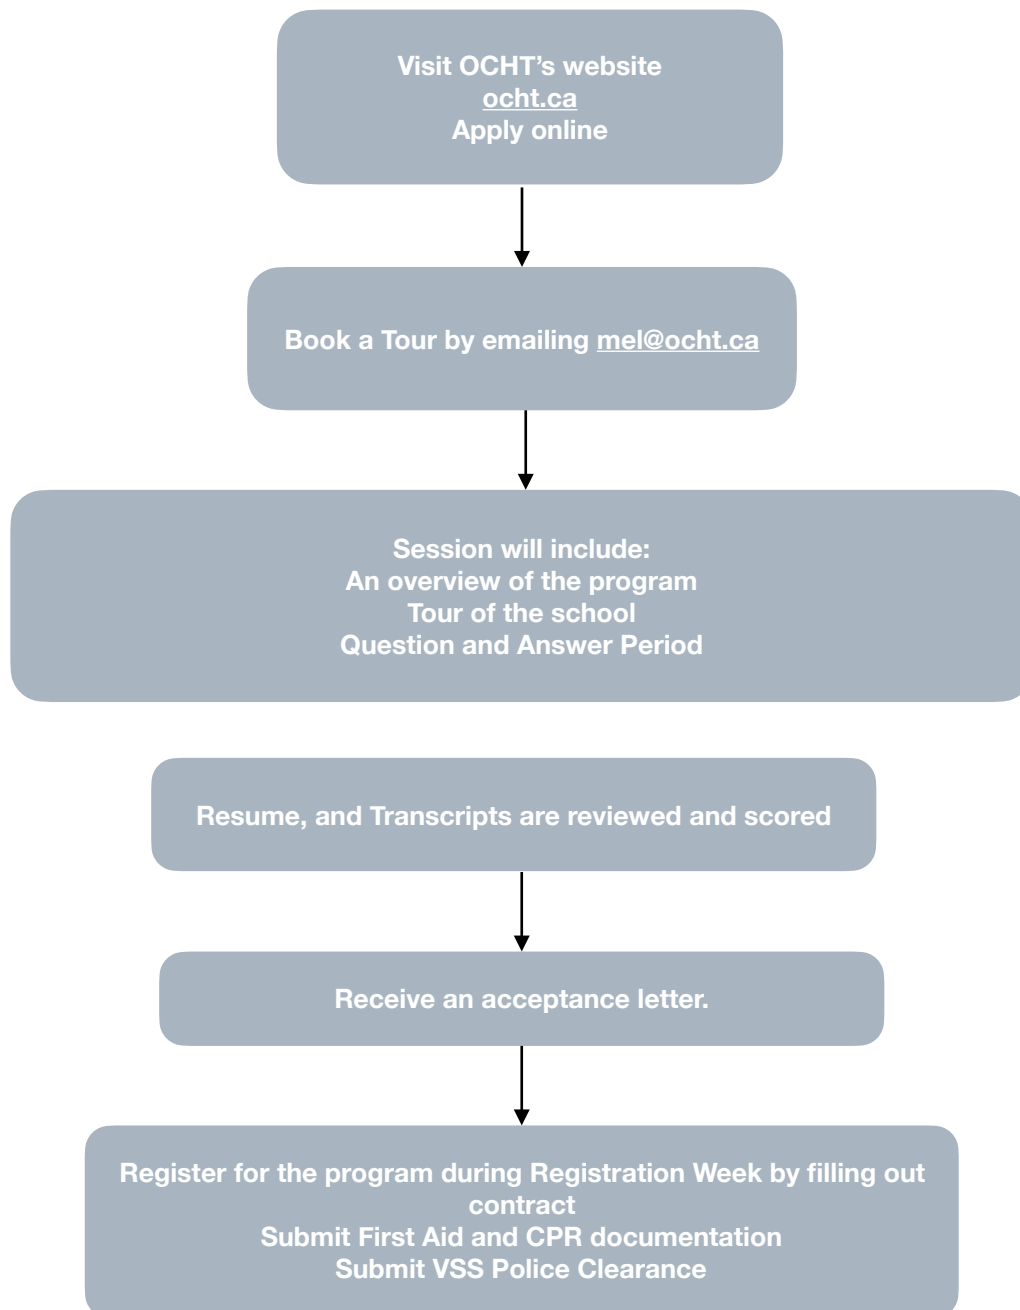 Visit OCHT’s website
ocht.ca
Apply online
Book a Tour by emailing mel@ocht.ca
Session will include:
An overview of the program
Tour of the school
Question and Answer Period
Resume, and Transcripts are reviewed and scored
Receive an acceptance letter.
Register for the program during Registration Week by filling out
contract
Submit First Aid and CPR documentation
Submit VSS Police Clearance